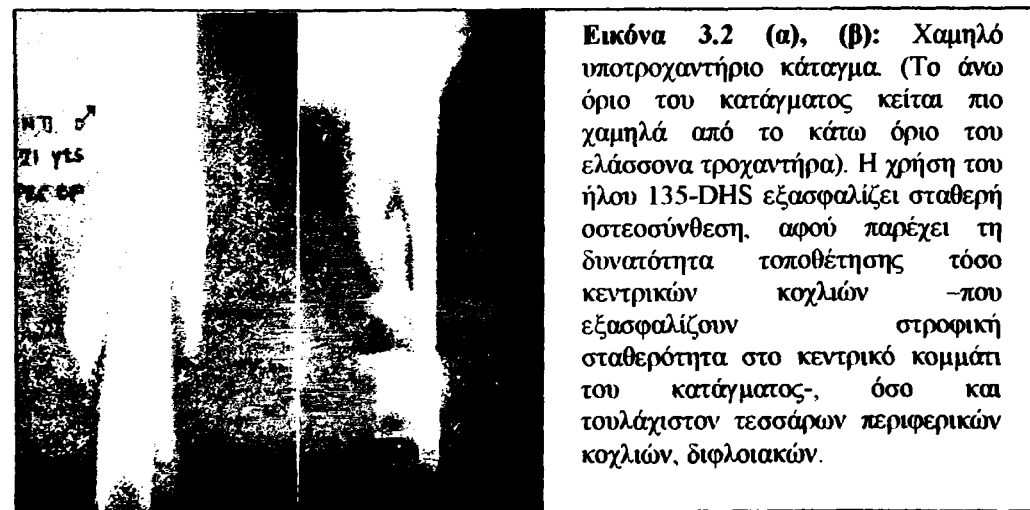 Εικόνα 3.2 (α), (β): Χαμηλό
υποτροχαντήριο κάταγμα. (Το άνω
όριο του κατάγματος κείται πιο
χαμηλά από το κάτω όριο του
ελάσσονα τροχαντήρα). Η χρήση του
ήλου 135-DHS εξασφαλίζει σταθερή
οστεοσύνθεση, αφού παρέχει τη
δυνατότητα τοποθέτησης τόσο
κεντρικών κοχλιών –που
εξασφαλίζουν στροφική
σταθερότητα στο κεντρικό κομμάτι
του κατάγματος-, όσο και
τουλάχιστον τεσσάρων περιφερικών
κοχλιών, διφλοιακών.